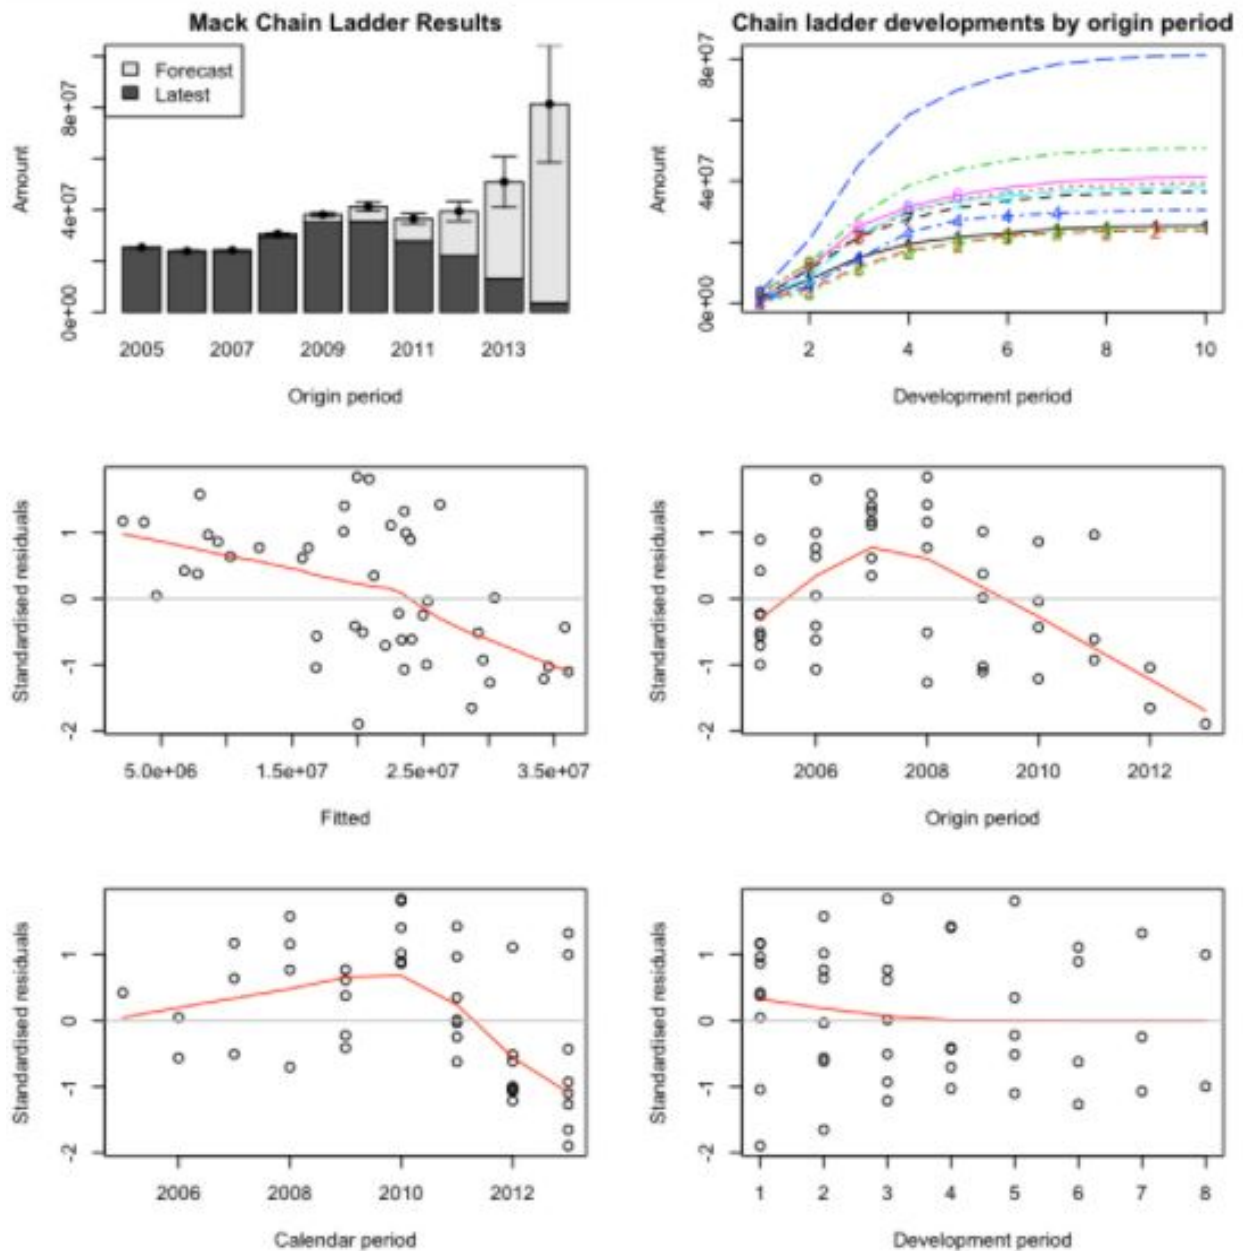 Mack Chain Ladder Results
Forecast
Latest
Amount
0e+00
4e+07
8e+07
2005
2007
2009
2011
2013
Origin period
Chain ladder developments by origin period
Amount
0e+00
4e+07
8e+07
2
4
6
8
10
Development period
Standardised residuals
-2
-1
0
1
5.0e+06
1.5e+07
2.5e+07
3.5e+07
Fitted
Standardised residuals
-2
-1
0
1
2006
2008
2010
2012
Origin period
Standardised residuals
-2
-1
0
1
2006
2008
2010
2012
Calendar period
Standardised residuals
-2
-1
0
1
1
2
3
4
5
6
7
8
Development period